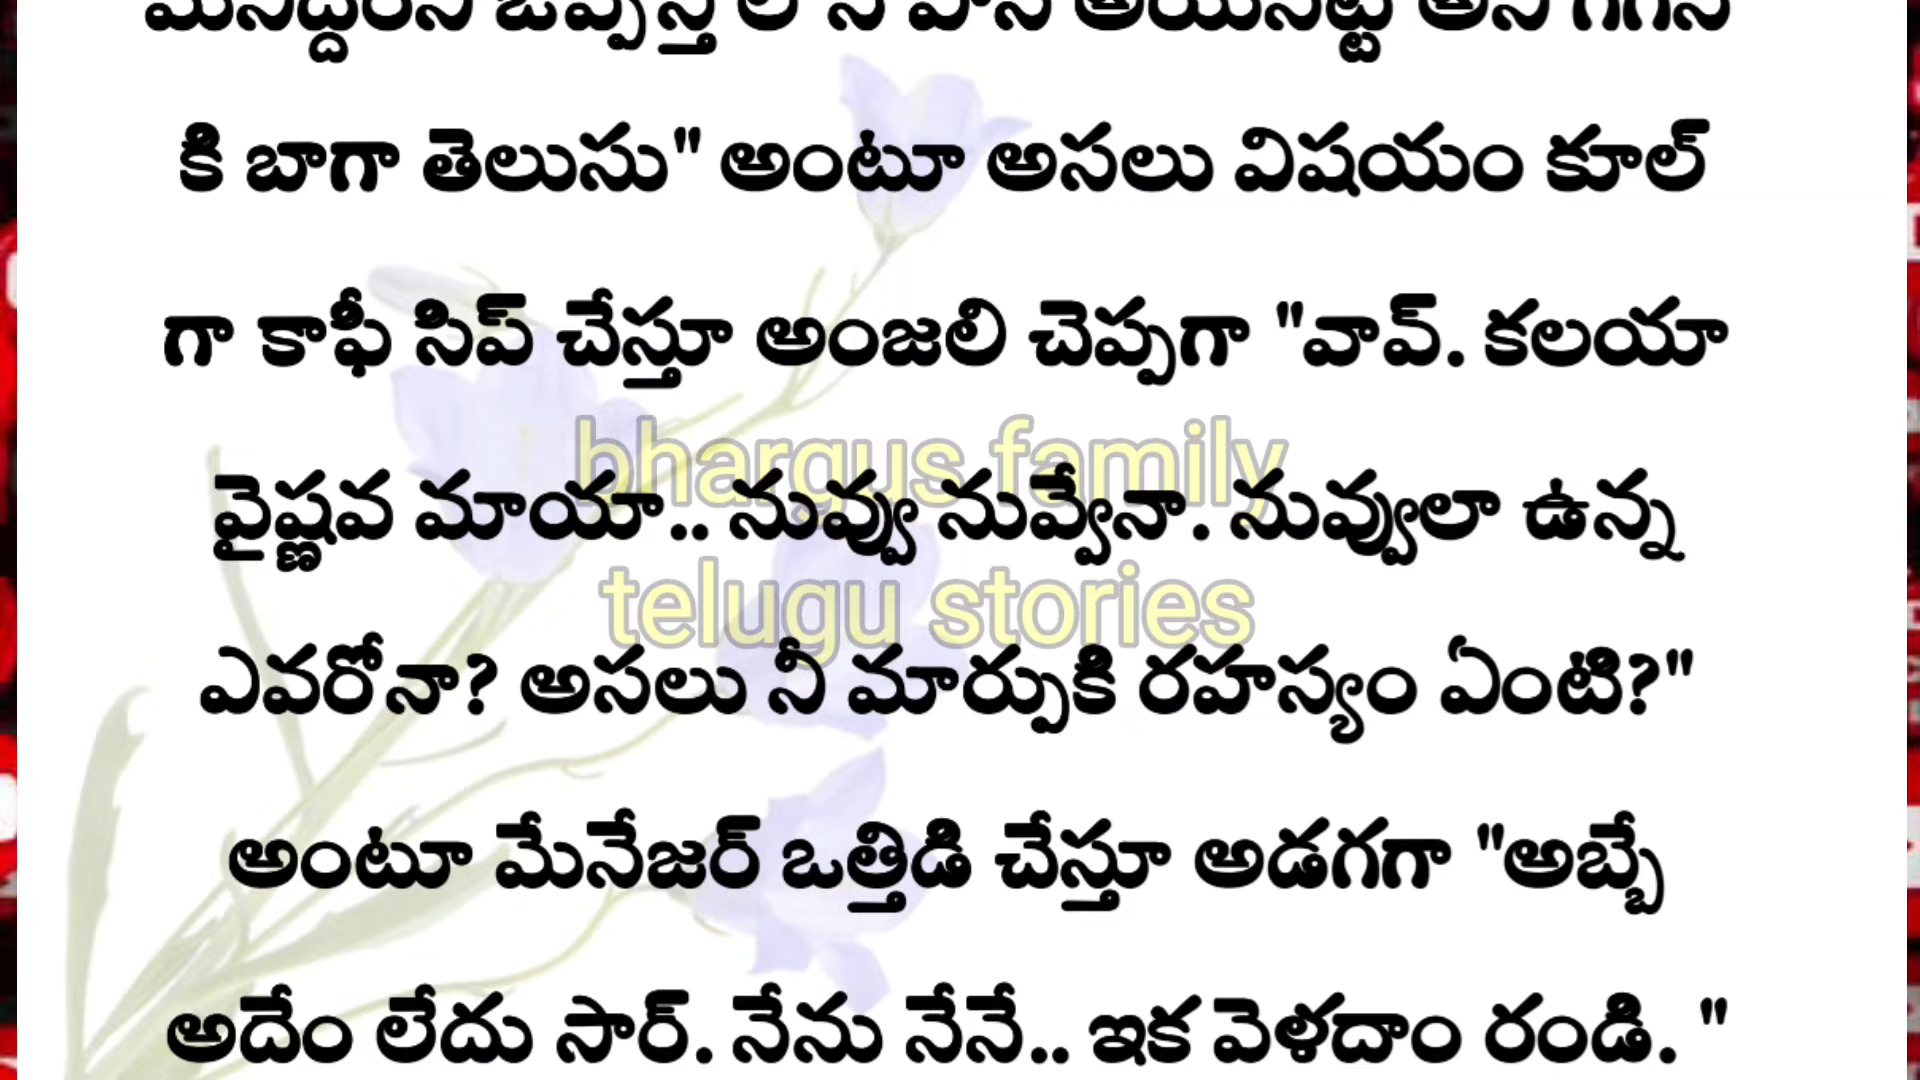 కి బాగా తెలుసు" అంటూ అసలు విషయం కూల్
గా కాఫీ సిప్ చేస్తూ అంజలి చెప్పగా "వావ్. కలయా
bhargus family
వైష్ణవ మాయా.. నువ్వు నువ్వేనా. నువ్వులా ఉన్న
telugu stories
ఎవరోనా? అసలు నీ మార్పుకి రహస్యం ఏంటి?"
అంటూ మేనేజర్ ఒత్తిడి చేస్తూ అడగగా "అబ్బే
అదేం లేదు సార్. నేను నేనే.. ఇక వెళదాం రండి. "